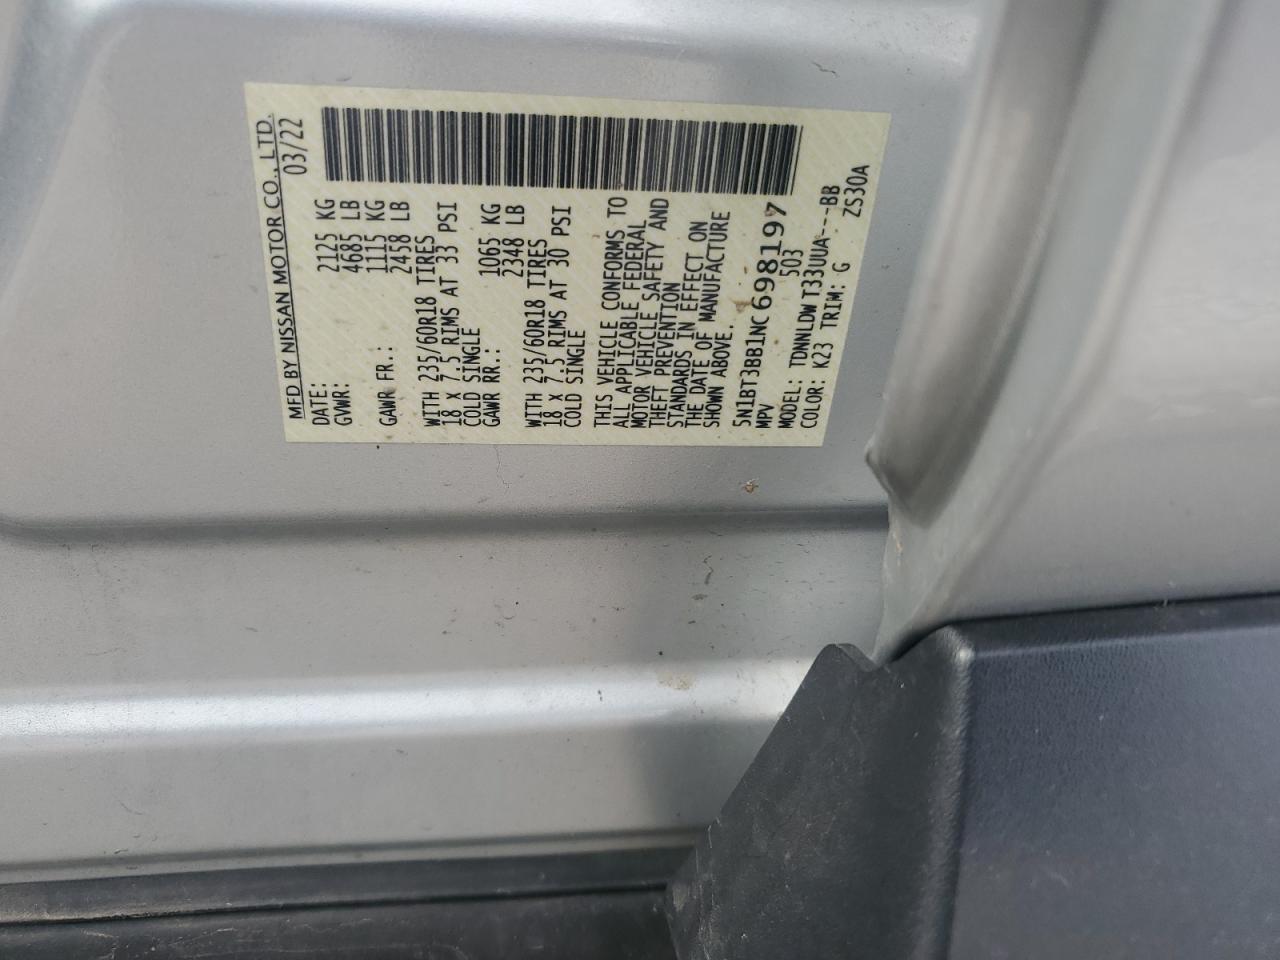 MFD BY NISSAN MOTOR CO., LTD.
DATE: 03/22
GVWR: 2125 KG
4685 LB
GAWR FR.: 1115 KG
2458 LB
WITH 235/60R18 TIRES
18 X 7.5 RIMS AT 33 PSI
COLD SINGLE
GAWR RR.: 1065 KG
2348 LB
WITH 235/60R18 TIRES
18 X 7.5 RIMS AT 30 PSI
COLD SINGLE
THIS VEHICLE CONFORMS TO
ALL APPLICABLE FEDERAL
MOTOR VEHICLE SAFETY AND
THEFT PREVENTION
STANDARDS IN EFFECT ON
THE DATE OF MANUFACTURE
SHOWN ABOVE.
5N1BT3BB1NC698197
MPV 503
MODEL: TDNNLDW T33UUA---BB
COLOR: K23 TRIM: G ZS30A